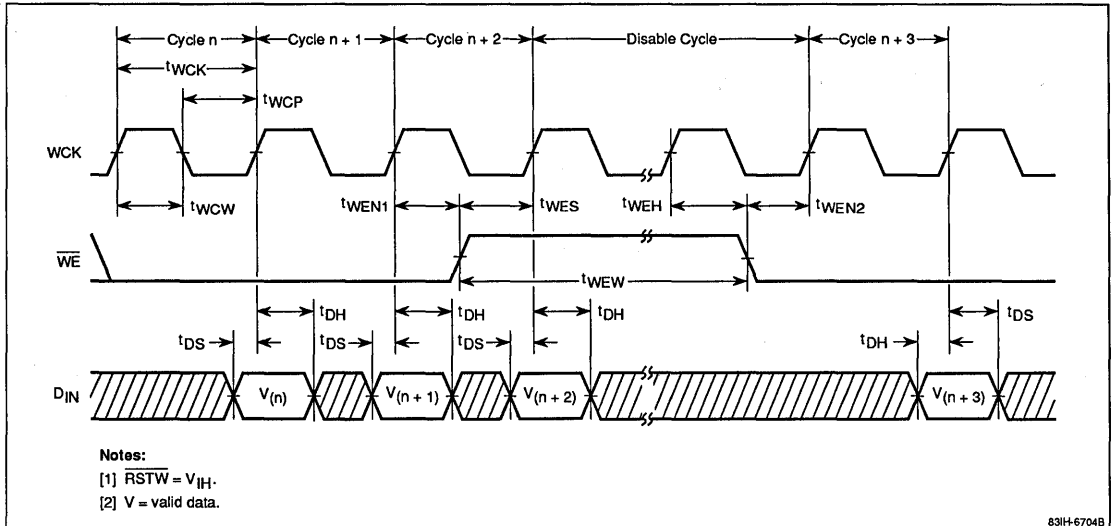 Cycle n Cycle n + 1 Cycle n + 2 Disable Cycle Cycle n + 3
tWCK
tWCP
WCK
tWCW tWEN1 tWES tWEH tWEN2
WE
tWEW
tDH tDH tDH tDS
tDS tDS tDS tDH
DIN V(n) V(n + 1) V(n + 2) V(n + 3)
Notes:
[1] RSTW = VIH.
[2] V = valid data.
83IH-6704B